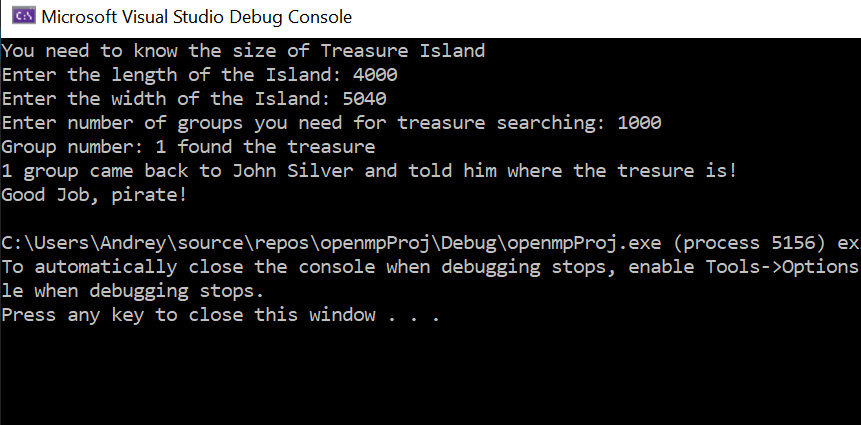 C:\
Microsoft Visual Studio Debug Console
You need to know the size of Treasure Island
Enter the length of the Island: 4000
Enter the width of the Island: 5040
Enter number of groups you need for treasure searching: 1000
Group number: 1 found the treasure
1 group came back to John Silver and told him where the tresure is!
Good Job, pirate!
C:\Users\Andrey\source\repos\openmpProj\Debug\openmpProj.exe (process 5156) ex
To automatically close the console when debugging stops, enable Tools->Options
le when debugging stops.
Press any key to close this window . . .